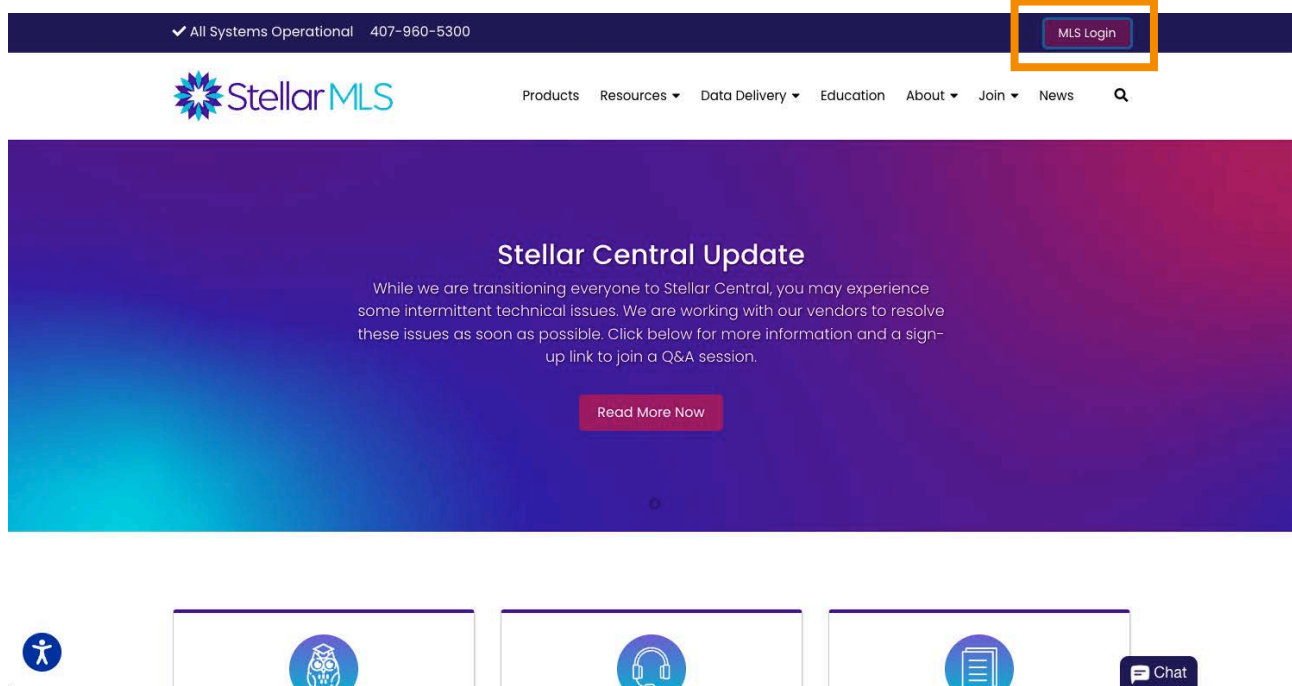 All Systems Operational 407-960-5300
MLS Login
StellarMLS
Products Resources Data Delivery Education About Join News
Stellar Central Update
While we are transitioning everyone to Stellar Central, you may experience
some intermittent technical issues. We are working with our vendors to resolve
these issues as soon as possible. Click below for more information and a sign-
up link to join a Q&A session.
Read More Now
Chat